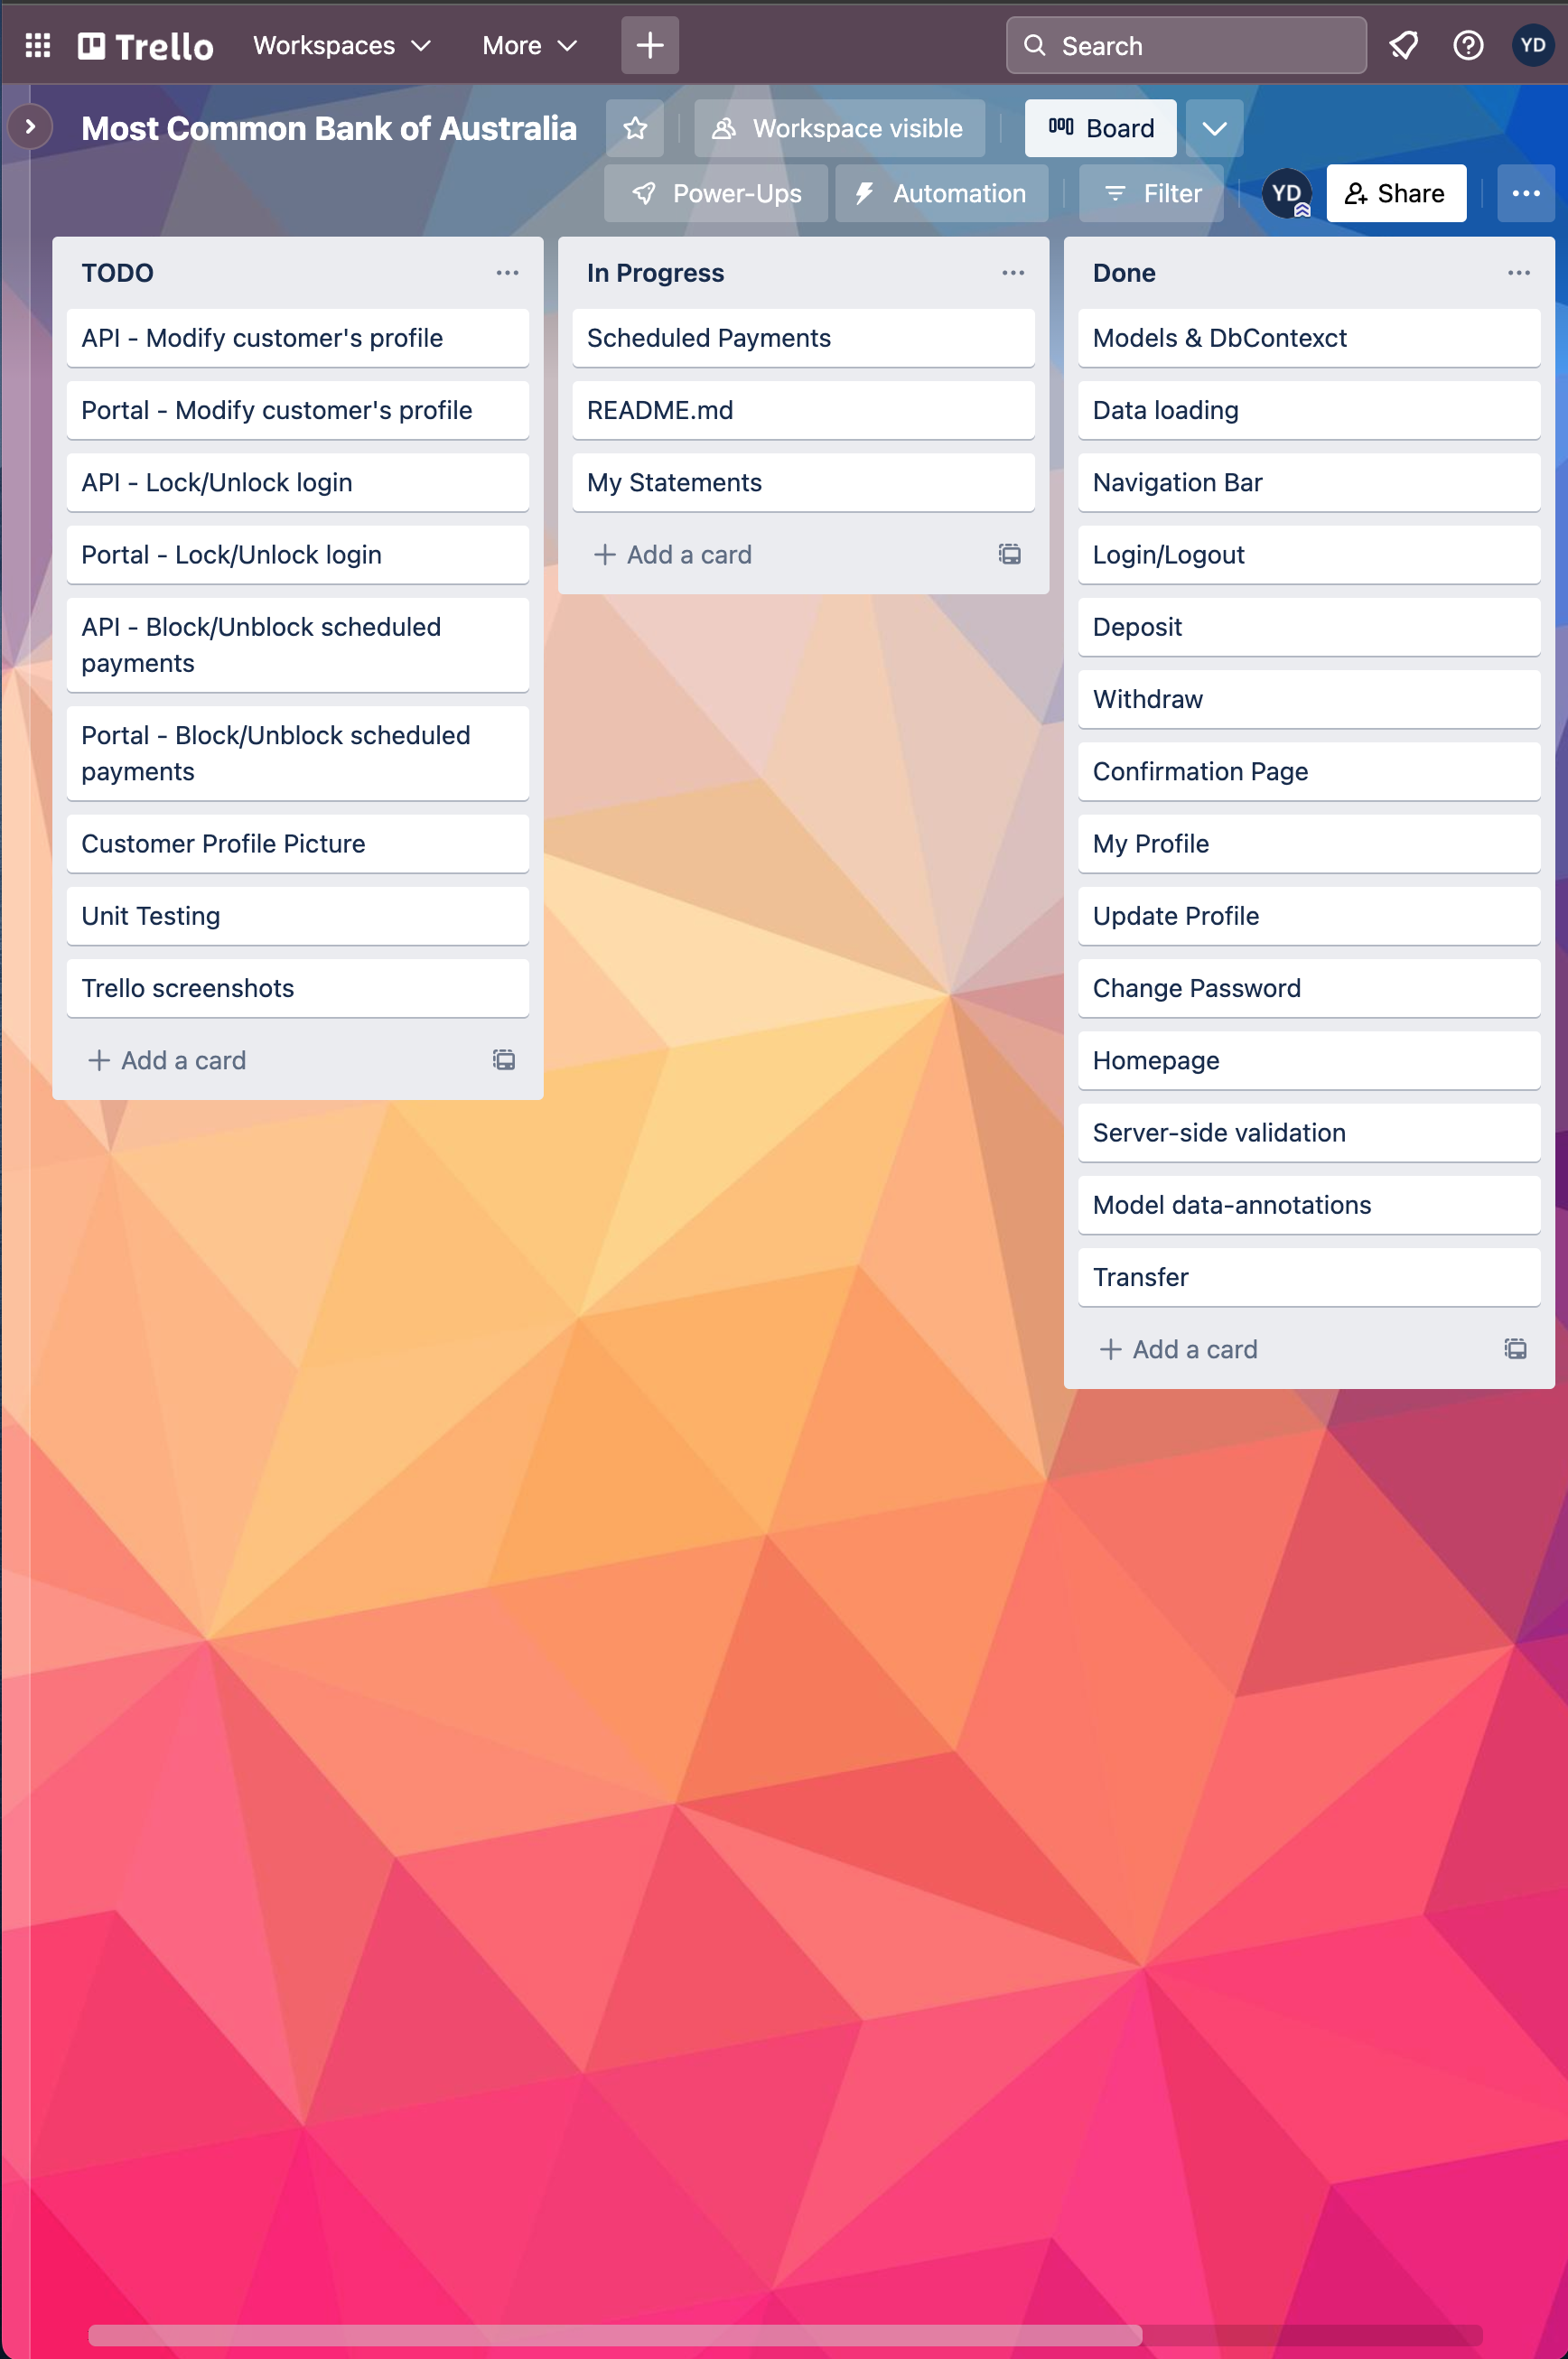 Trello
Workspaces
More
Search
YD
Most Common Bank of Australia
Workspace visible
Board
Power-Ups
Automation
Filter
YD
Share
TODO
API - Modify customer's profile
Portal - Modify customer's profile
API - Lock/Unlock login
Portal - Lock/Unlock login
API - Block/Unblock scheduled
payments
Portal - Block/Unblock scheduled
payments
Customer Profile Picture
Unit Testing
Trello screenshots
Add a card
In Progress
Scheduled Payments
README.md
My Statements
Add a card
Done
Models & DbContexct
Data loading
Navigation Bar
Login/Logout
Deposit
Withdraw
Confirmation Page
My Profile
Update Profile
Change Password
Homepage
Server-side validation
Model data-annotations
Transfer
Add a card